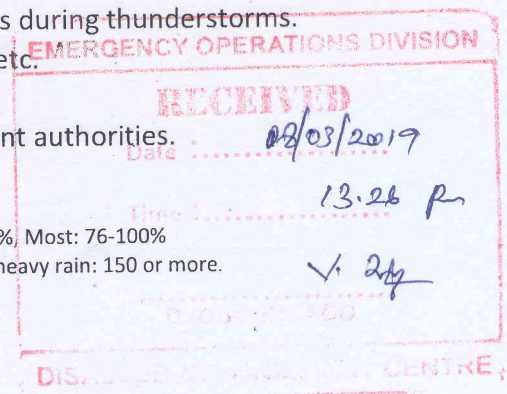 s during thunderstorms.
EMERGENCY OPERATIONS DIVISION
etc.
RECEIVED
nt authorities.
Date : 08/03/2019
Time : 13.26 pm
%, Most: 76-100%
heavy rain: 150 or more.
CENTRE